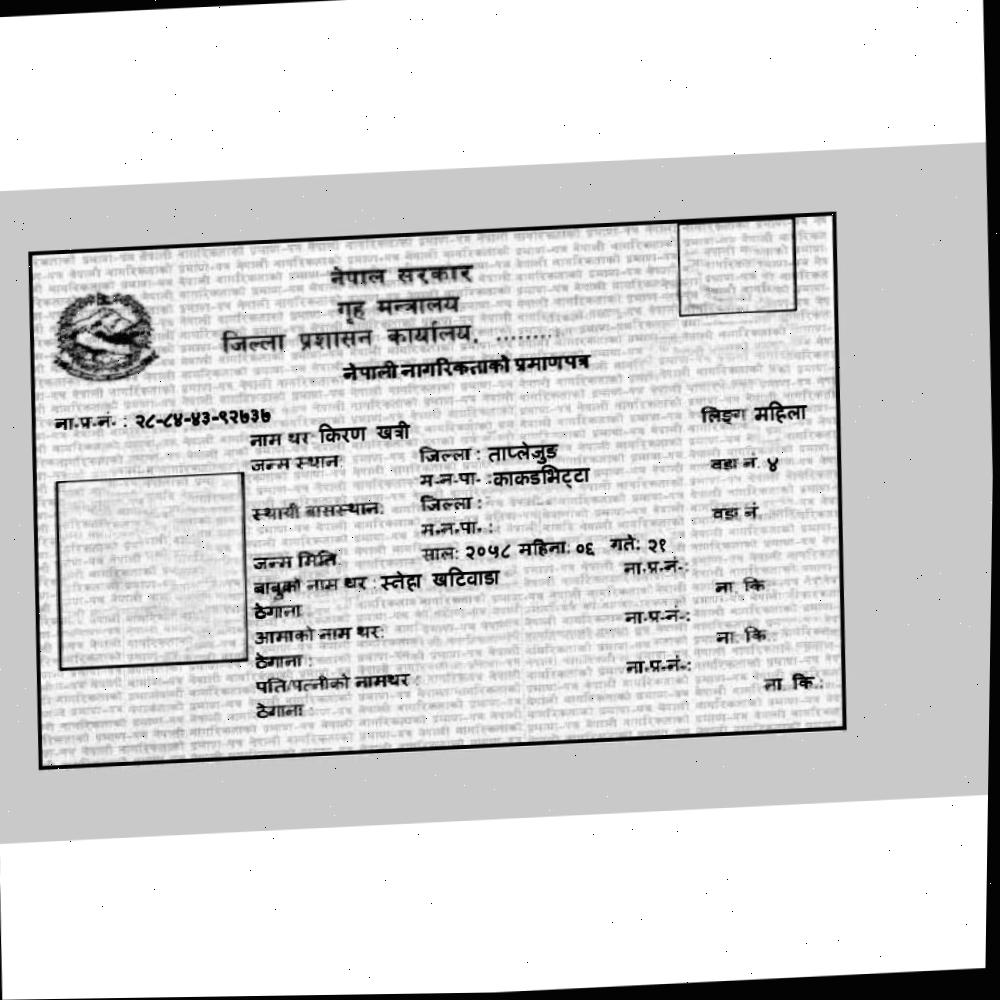 नेपाल सरकार
गृह मन्त्रालय
जिल्ला प्रशासन कार्यालय, ..........
नेपाली नागरिकताको प्रमाणपत्र
ना.प्र.नं. : २८-८४-४३-९२७३७ लिङ्ग महिला
नाम थर: किरण खत्री
जन्म स्थान: जिल्ला : ताप्लेजुङ
म.न.पा. : काकडभिट्टा वडा नं. ४
स्थायी बासस्थान: जिल्ला :
म.न.पा. : वडा नं.
जन्म मिति: साल: २०५८ महिना: ०६ गते: २१
बाबुको नाम थर : स्नेहा खटिवाडा ना.प्र.नं.:
ठेगाना ना. कि
आमाको नाम थर: ना.प्र.नं.:
ठेगाना : ना. कि
पति/पत्नीको नामथर : ना.प्र.नं.:
ठेगाना : ना. कि.: